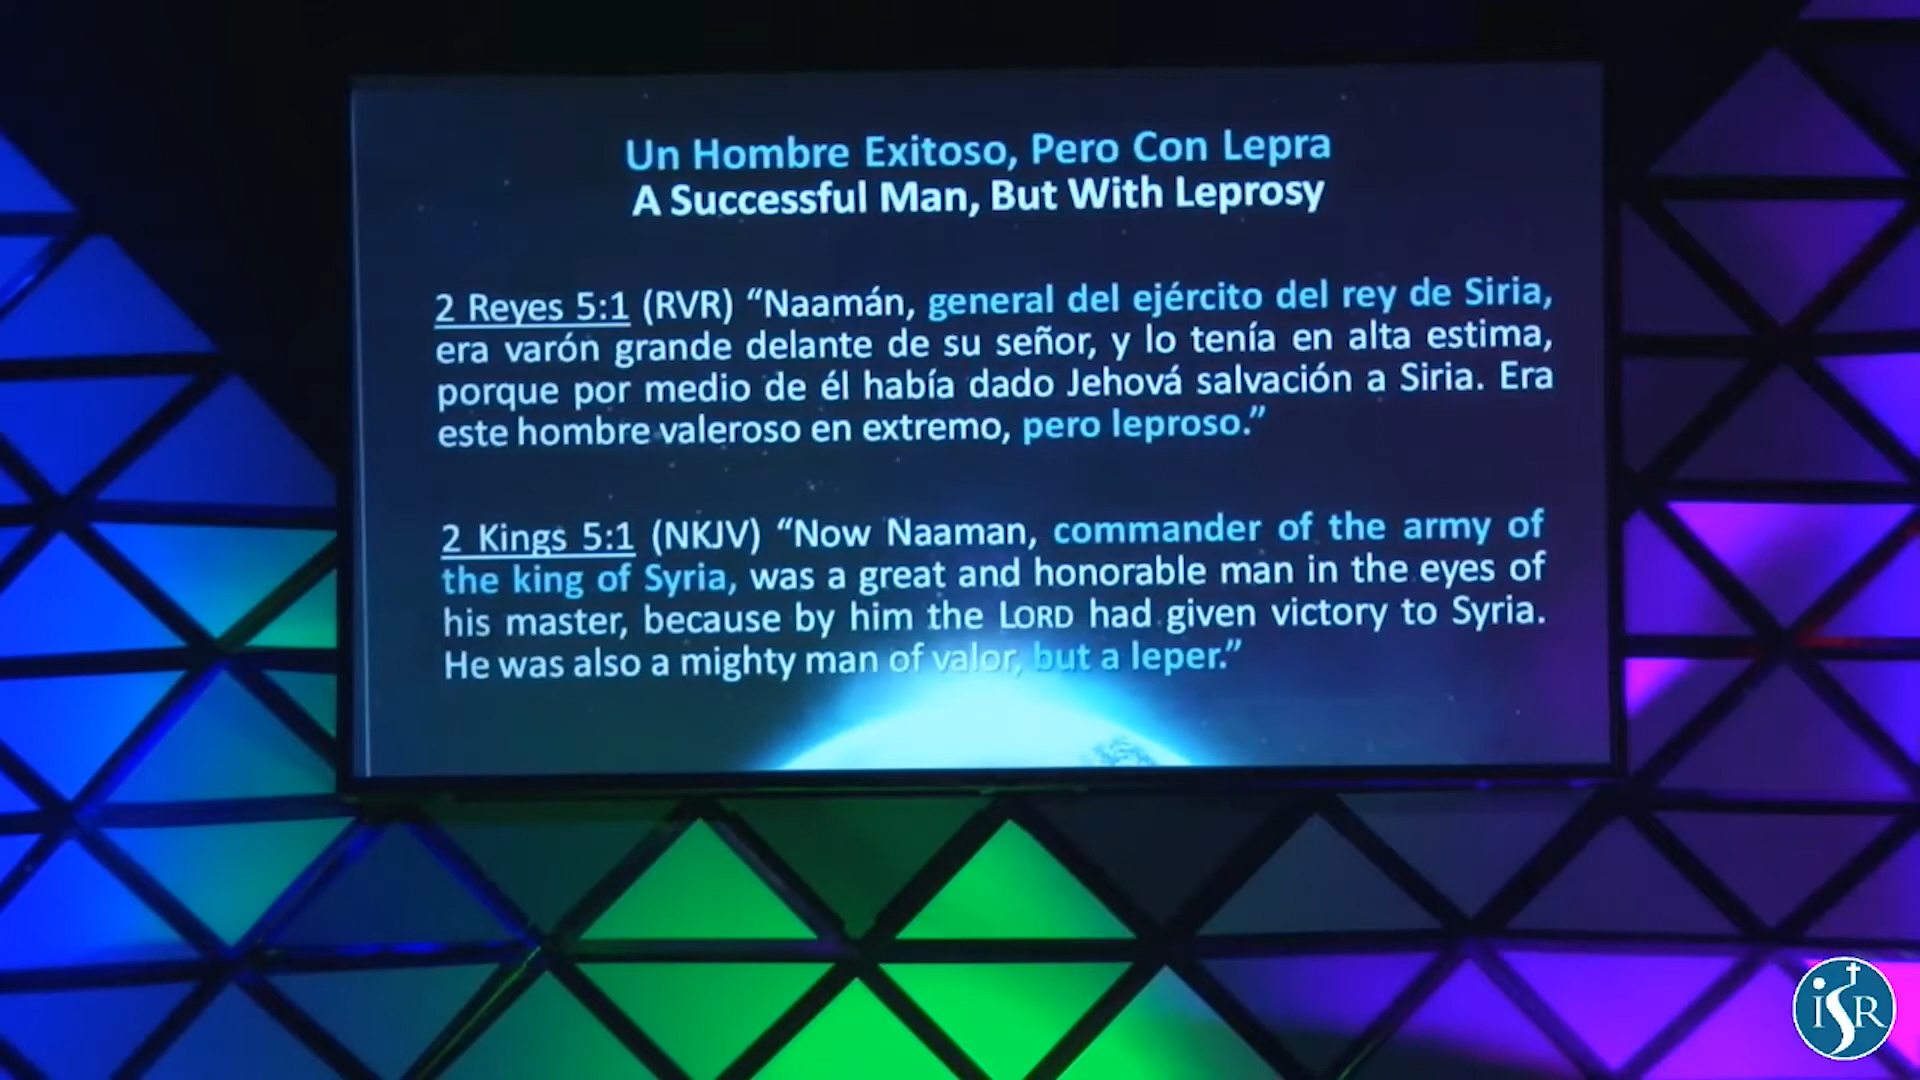 Un Hombre Exitoso, Pero Con Lepra
A Successful Man, But With Leprosy
2 Reyes 5:1 (RVR) “Naamán, general del ejército del rey de Siria,
era varón grande delante de su señor, y lo tenía en alta estima,
porque por medio de él había dado Jehová salvación a Siria. Era
este hombre valeroso en extremo, pero leproso.”
2 Kings 5:1 (NKJV) “Now Naaman, commander of the army of
the king of Syria, was a great and honorable man in the eyes of
his master, because by him the LORD had given victory to Syria.
He was also a mighty man of valor, but a leper.”
iSR